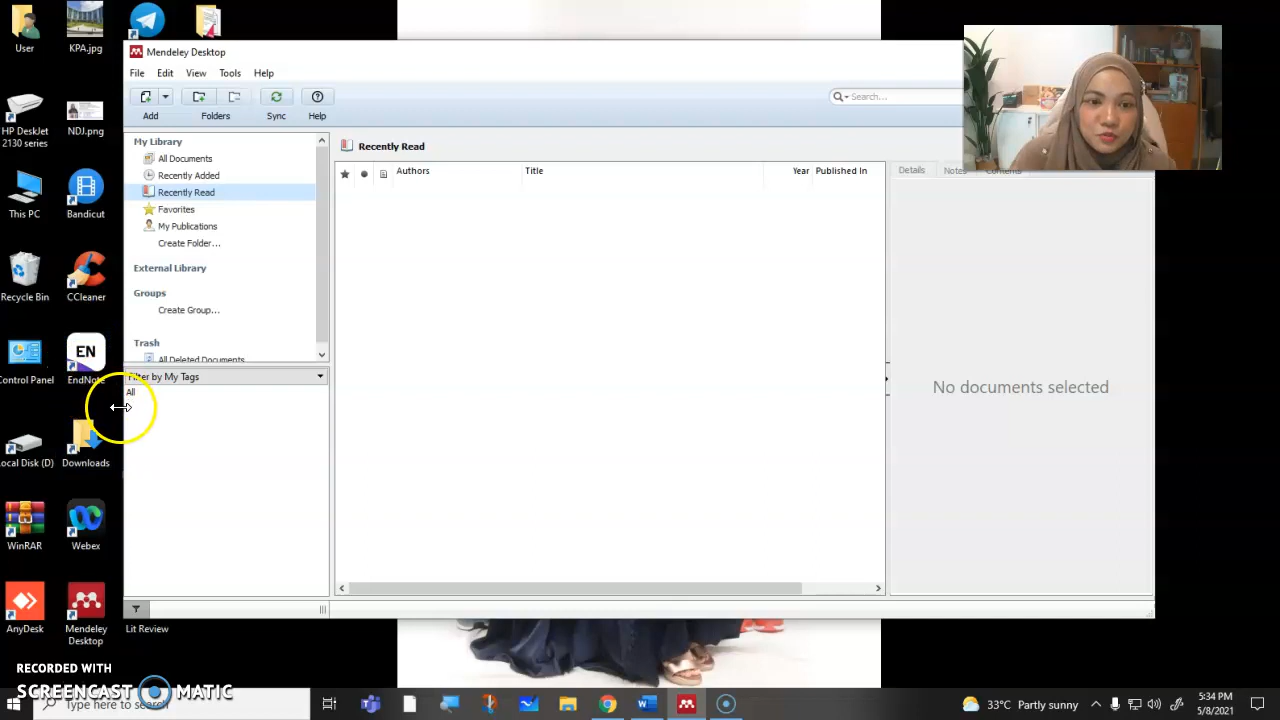 User
KPA.jpg
Mendeley Desktop
File Edit View Tools Help
Add
Folders
Sync
Help
Search...
HP DeskJet
2130 series
NDJ.png
My Library
All Documents
Recently Added
Recently Read
Favorites
My Publications
Create Folder...
External Library
Groups
Create Group...
Trash
All Deleted Documents
Recently Read
Authors
Title
Year
Published In
Details
Notes
Contents
This PC
Bandicut
Recycle Bin
CCleaner
EN
Control Panel
EndNote
Filter by My Tags
All
No documents selected
Local Disk (D)
Downloads
WinRAR
Webex
AnyDesk
Mendeley
Desktop
Lit Review
RECORDED WITH
SCREENCAST MATIC
Type here to search
33°C Partly sunny
5:34 PM
5/8/2021